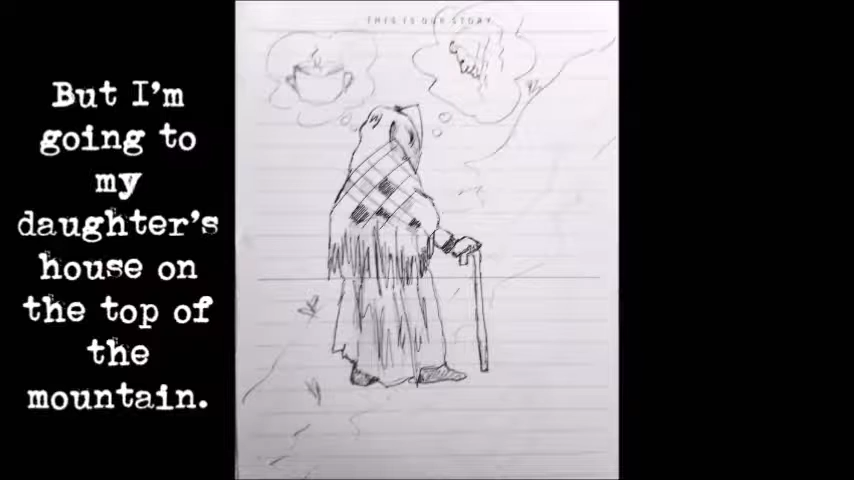 THIS IS OUR STORY
But I'm
going to
my
daughter's
house on
the top of
the
mountain.